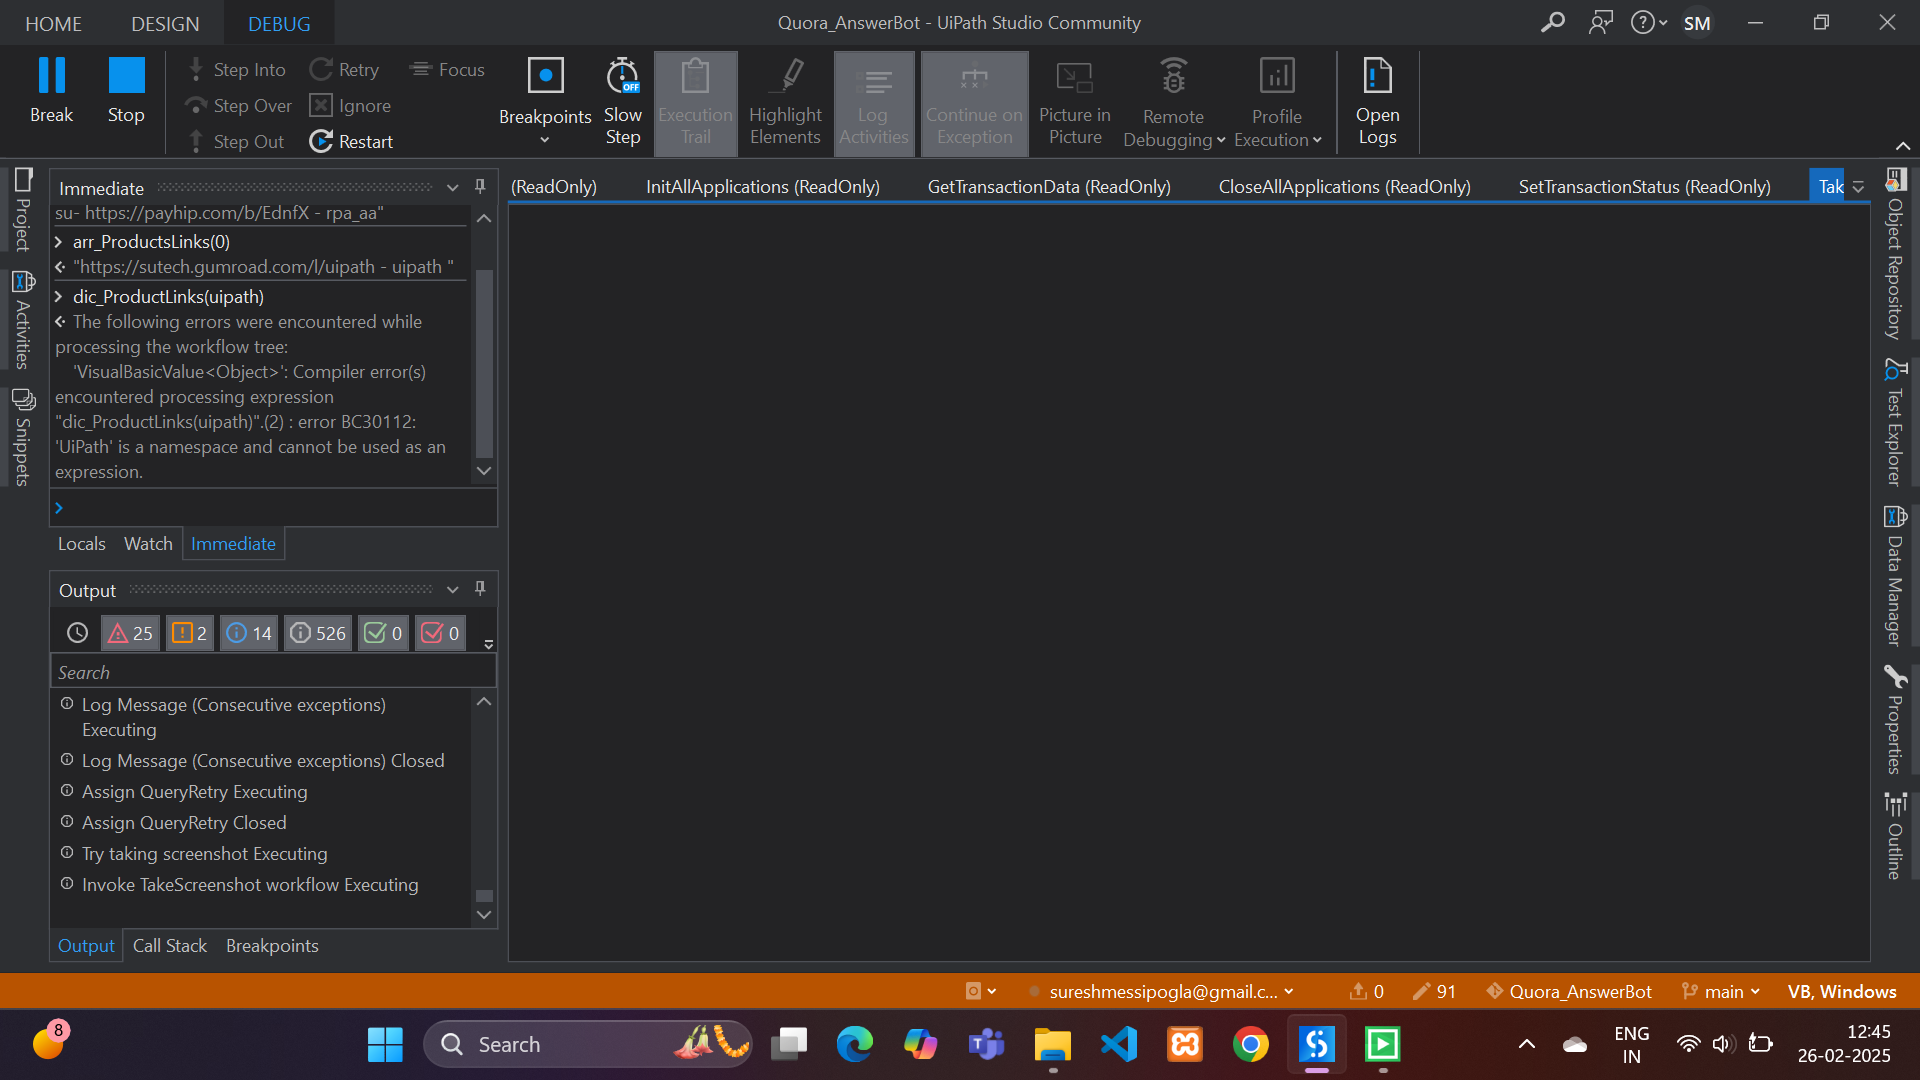 HOME
DESIGN
DEBUG
Quora_AnswerBot - UiPath Studio Community
SM
Break
Stop
Step Into
Step Over
Step Out
Retry
Ignore
Restart
Focus
Breakpoints
OFF
Slow
Step
Execution
Trail
Highlight
Elements
Log
Activities
Continue on
Exception
Picture in
Picture
Remote
Debugging
Profile
Execution
Open
Logs
Project
Activities
Snippets
Immediate
su- https://payhip.com/b/EdnfX - rpa_aa"
> arr_ProductsLinks(0)
"https://sutech.gumroad.com/l/uipath - uipath "
> dic_ProductLinks(uipath)
The following errors were encountered while
processing the workflow tree:
'VisualBasicValue<Object>': Compiler error(s)
encountered processing expression
"dic_ProductLinks(uipath)".(2) : error BC30112:
'UiPath' is a namespace and cannot be used as an
expression.
>
Locals
Watch
Immediate
Output
25
2
14
526
0
0
Search
Log Message (Consecutive exceptions)
Executing
Log Message (Consecutive exceptions) Closed
Assign QueryRetry Executing
Assign QueryRetry Closed
Try taking screenshot Executing
Invoke TakeScreenshot workflow Executing
Output
Call Stack
Breakpoints
(ReadOnly)
InitAllApplications (ReadOnly)
GetTransactionData (ReadOnly)
CloseAllApplications (ReadOnly)
SetTransactionStatus (ReadOnly)
Tak
Object Repository
Test Explorer
Data Manager
Properties
Outline
sureshmessipogla@gmail.c...
0
91
Quora_AnswerBot
main
VB, Windows
8
Search
ENG
IN
12:45
26-02-2025